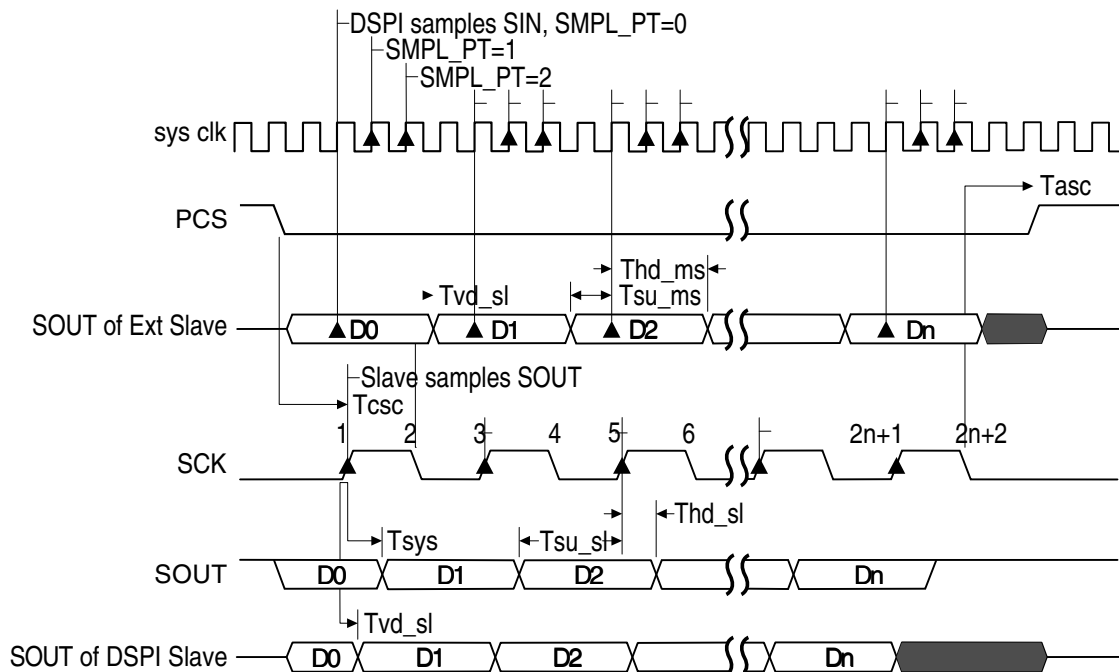 DSPI samples SIN, SMPL_PT=0
SMPL_PT=1
SMPL_PT=2
sys clk
Tasc
PCS
Thd_ms
Tvd_sl
Tsu_ms
SOUT of Ext Slave
D0
D1
D2
Dn
Slave samples SOUT
Tcsc
1
2
3
4
5
6
2n+1
2n+2
SCK
Thd_sl
Tsys
Tsu_sl
SOUT
D0
D1
D2
Dn
Tvd_sl
SOUT of DSPI Slave
D0
D1
D2
Dn